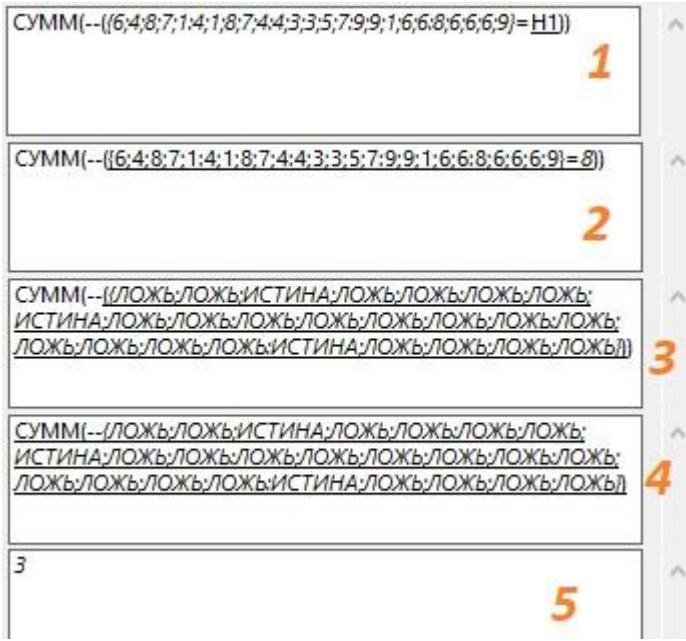 СУММ(--({6;4;8;7;1:4;1;8;7;4:4;3;3;5;7:9;9;1;6;6:8;6;6;6;9}=H1))
1
СУММ(--({6;4;8;7;1:4;1;8;7;4:4;3;3;5;7:9;9;1;6;6:8;6;6;6;9}=8))
2
СУММ(--({ЛОЖЬ;ЛОЖЬ;ИСТИНА;ЛОЖЬ;ЛОЖЬ:ЛОЖЬ;ЛОЖЬ;
ИСТИНА;ЛОЖЬ;ЛОЖЬ:ЛОЖЬ;ЛОЖЬ;ЛОЖЬ;ЛОЖЬ;ЛОЖЬ:ЛОЖЬ;
ЛОЖЬ;ЛОЖЬ;ЛОЖЬ;ЛОЖЬ:ИСТИНА;ЛОЖЬ;ЛОЖЬ;ЛОЖЬ;ЛОЖЬ}))
3
СУММ(--{ЛОЖЬ;ЛОЖЬ;ИСТИНА;ЛОЖЬ;ЛОЖЬ:ЛОЖЬ;ЛОЖЬ;
ИСТИНА;ЛОЖЬ;ЛОЖЬ:ЛОЖЬ;ЛОЖЬ;ЛОЖЬ;ЛОЖЬ;ЛОЖЬ:ЛОЖЬ;
ЛОЖЬ;ЛОЖЬ;ЛОЖЬ;ЛОЖЬ:ИСТИНА;ЛОЖЬ;ЛОЖЬ;ЛОЖЬ;ЛОЖЬ})
4
3
5